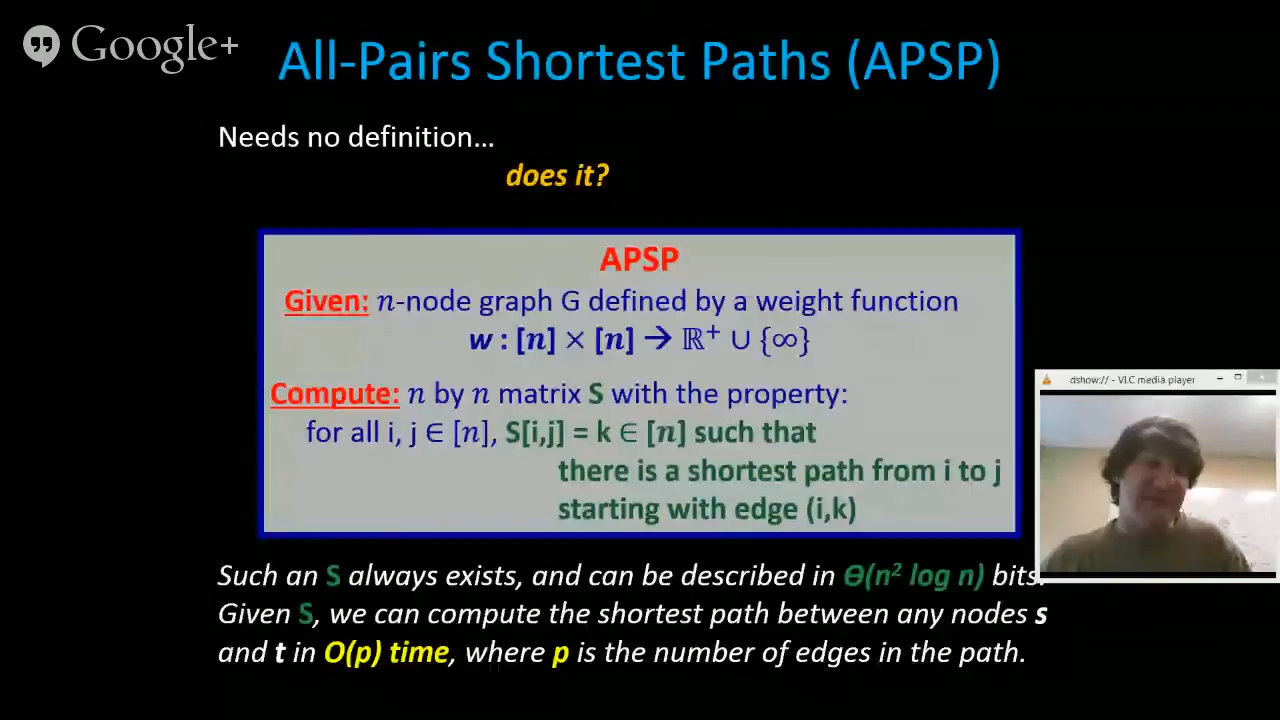 Google+
All-Pairs Shortest Paths (APSP)
Needs no definition…
does it?
APSP
Given: n-node graph G defined by a weight function
w : [n] × [n] → ℝ⁺ ∪ {∞}
Compute: n by n matrix S with the property:
for all i, j ∈ [n], S[i,j] = k ∈ [n] such that
there is a shortest path from i to j
starting with edge (i,k)
dshow:// - VLC media player
Such an S always exists, and can be described in Θ(n² log n) bits.
Given S, we can compute the shortest path between any nodes s
and t in O(p) time, where p is the number of edges in the path.